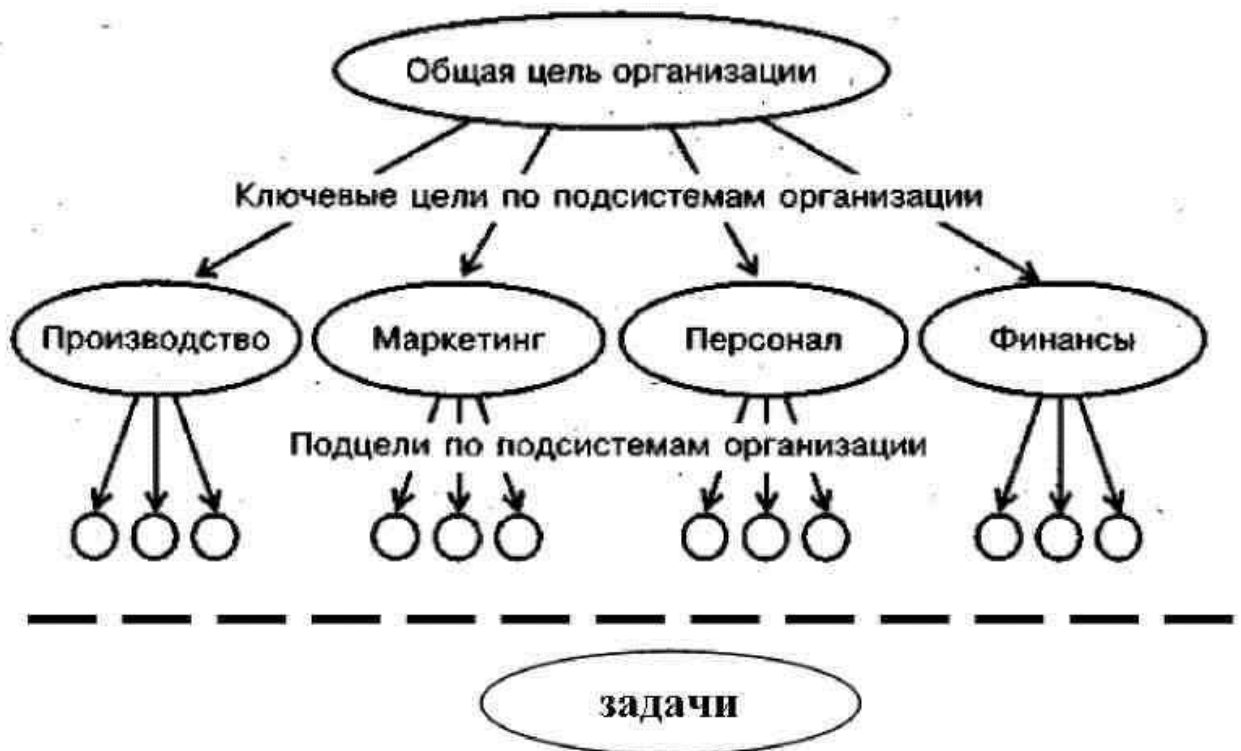 Общая цель организации
Ключевые цели по подсистемам организации
Производство
Маркетинг
Персонал
Финансы
Подцели по подсистемам организации
задачи